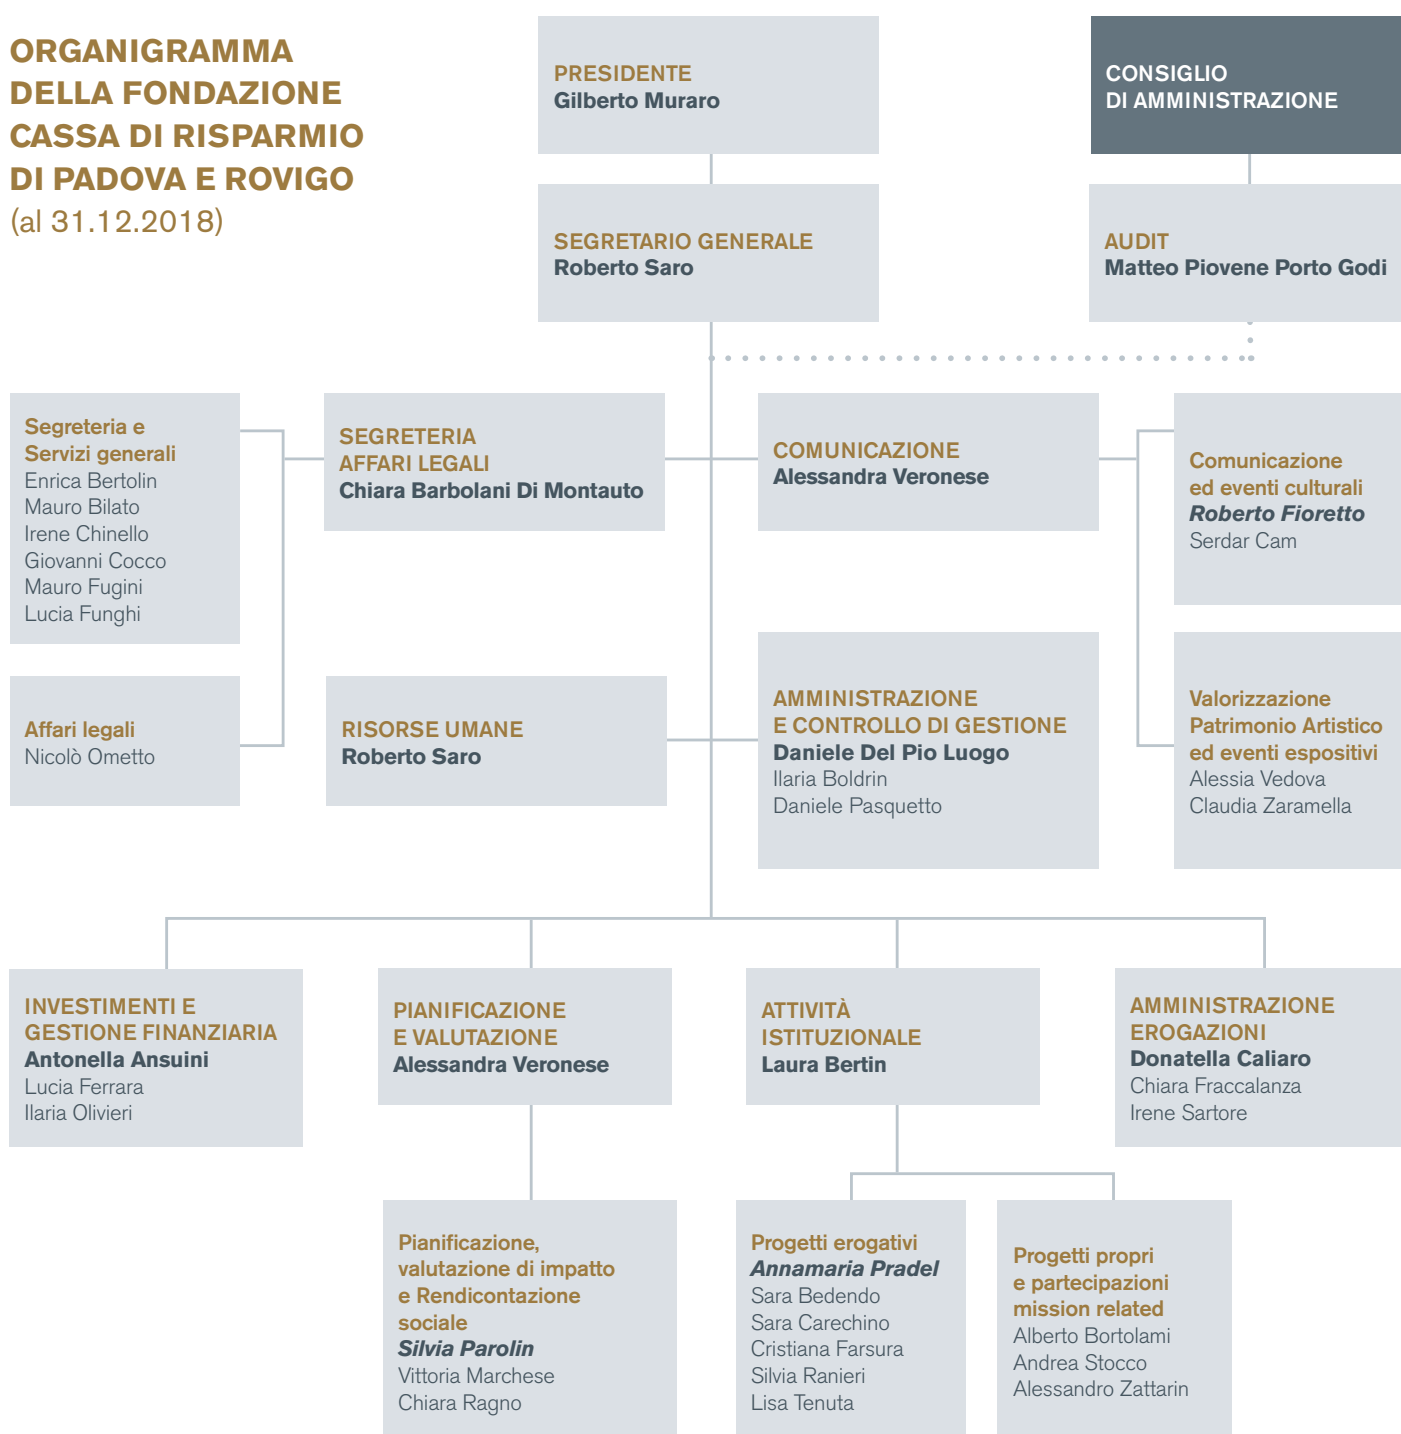 ORGANIGRAMMA
DELLA FONDAZIONE
CASSA DI RISPARMIO
DI PADOVA E ROVIGO
(al 31.12.2018)
PRESIDENTE
Gilberto Muraro
CONSIGLIO
DI AMMINISTRAZIONE
SEGRETARIO GENERALE
Roberto Saro
AUDIT
Matteo Piovene Porto Godi
Segreteria e
Servizi generali
Enrica Bertolin
Mauro Bilato
Irene Chinello
Giovanni Cocco
Mauro Fugini
Lucia Funghi
SEGRETERIA
AFFARI LEGALI
Chiara Barbolani Di Montauto
COMUNICAZIONE
Alessandra Veronese
Comunicazione
ed eventi culturali
Roberto Fioretto
Serdar Cam
Affari legali
Nicolò Ometto
RISORSE UMANE
Roberto Saro
AMMINISTRAZIONE
E CONTROLLO DI GESTIONE
Daniele Del Pio Luogo
Ilaria Boldrin
Daniele Pasquetto
Valorizzazione
Patrimonio Artistico
ed eventi espositivi
Alessia Vedova
Claudia Zaramella
INVESTIMENTI E
GESTIONE FINANZIARIA
Antonella Ansuini
Lucia Ferrara
Ilaria Olivieri
PIANIFICAZIONE
E VALUTAZIONE
Alessandra Veronese
ATTIVITÀ
ISTITUZIONALE
Laura Bertin
AMMINISTRAZIONE
EROGAZIONI
Donatella Caliaro
Chiara Fraccalanza
Irene Sartore
Pianificazione,
valutazione di impatto
e Rendicontazione
sociale
Silvia Parolin
Vittoria Marchese
Chiara Ragno
Progetti erogativi
Annamaria Pradel
Sara Bedendo
Sara Carechino
Cristiana Farsura
Silvia Ranieri
Lisa Tenuta
Progetti propri
e partecipazioni
mission related
Alberto Bortolami
Andrea Stocco
Alessandro Zattarin